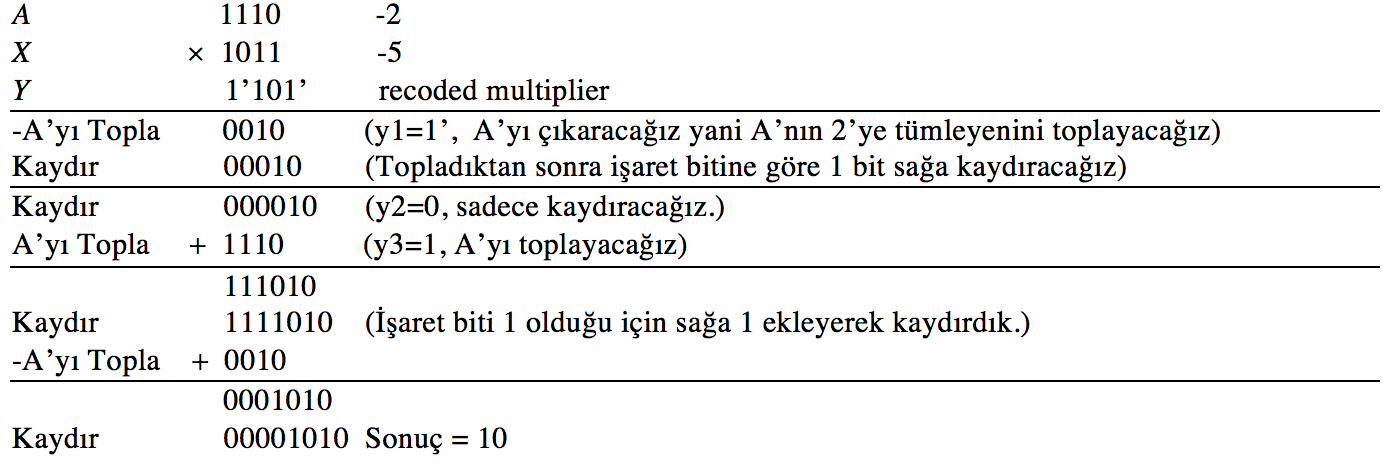 A 1110 -2
X × 1011 -5
Y 1’101’ recoded multiplier
-A’yı Topla 0010 (y1=1’, A’yı çıkaracağız yani A’nın 2’ye tümleyenini toplayacağız)
Kaydır 00010 (Topladıktan sonra işaret bitine göre 1 bit sağa kaydıracağız)
Kaydır 000010 (y2=0, sadece kaydıracağız.)
A’yı Topla + 1110 (y3=1, A’yı toplayacağız)
111010
Kaydır 1111010 (İşaret biti 1 olduğu için sağa 1 ekleyerek kaydırdık.)
-A’yı Topla + 0010
0001010
Kaydır 00001010 Sonuç = 10